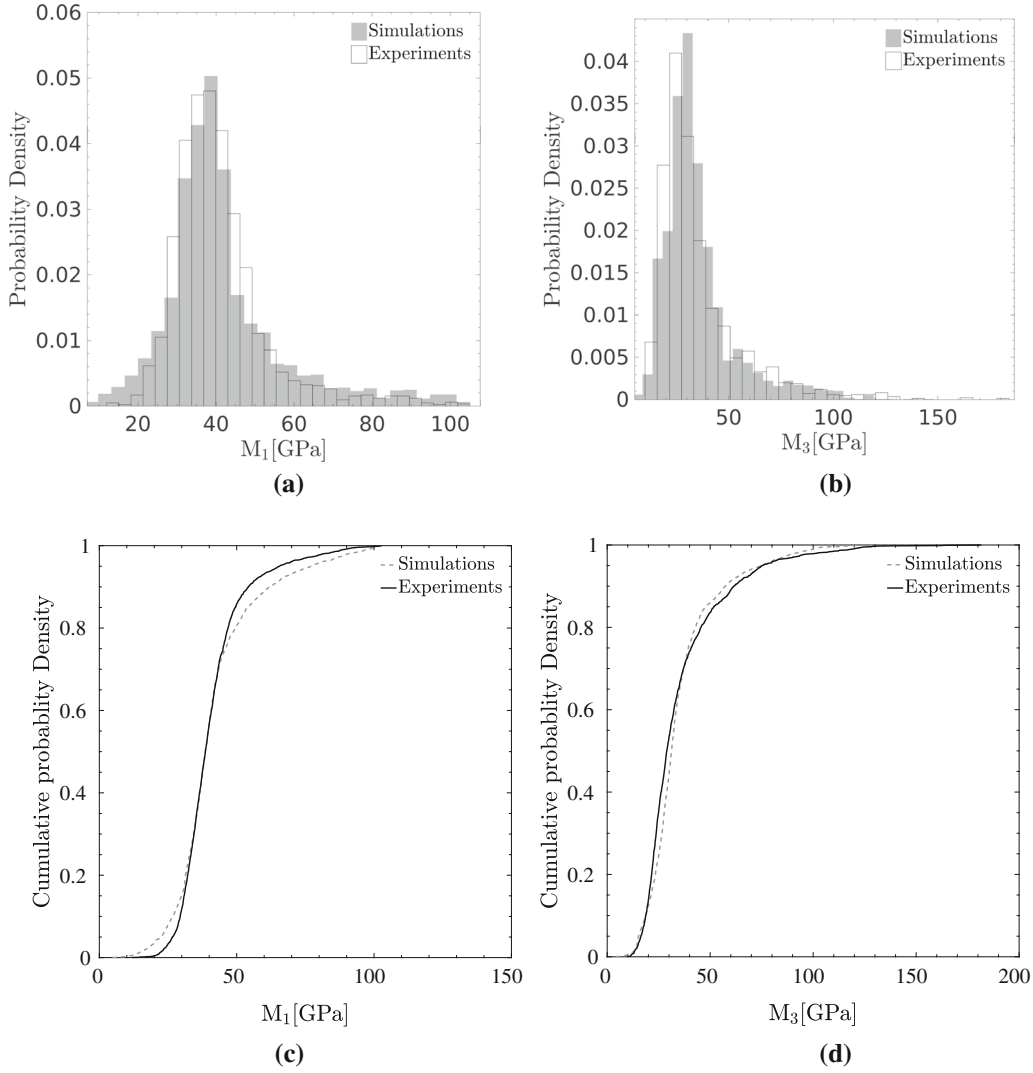 0.06
0.05
0.04
0.03
0.02
0.01
0
Probability Density
Simulations
Experiments
20 40 60 80 100
M1[GPa]
(a)
0.04
0.035
0.03
0.025
0.02
0.015
0.01
0.005
0
Probability Density
Simulations
Experiments
50 100 150
M3[GPa]
(b)
1
0.8
0.6
0.4
0.2
0
Cumulative probablity Density
Simulations
Experiments
0 50 100 150
M1[GPa]
(c)
1
0.8
0.6
0.4
0.2
0
Cumulative probablity Density
Simulations
Experiments
0 50 100 150 200
M3[GPa]
(d)